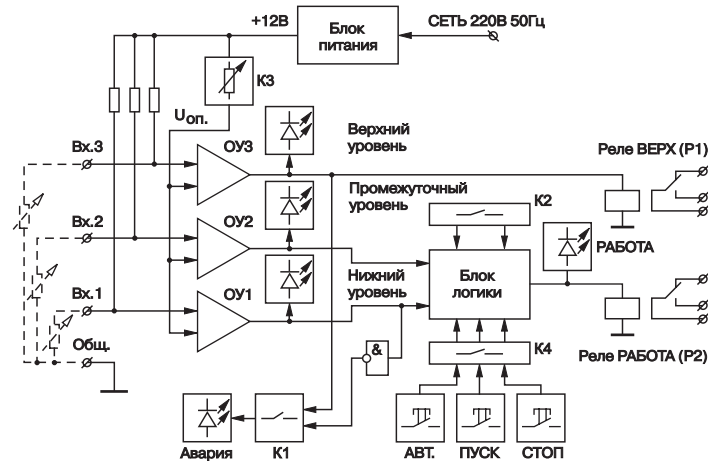 +12В
Блок
питания
СЕТЬ 220В 50Гц
К3
Uоп.
Вх.3
ОУ3
Верхний
уровень
Реле ВЕРХ (Р1)
Промежуточный
уровень
К2
Вх.2
ОУ2
РАБОТА
Вх.1
ОУ1
Нижний
уровень
Блок
логики
Общ.
&
К4
Реле РАБОТА (Р2)
Авария
К1
АВТ.
ПУСК
СТОП